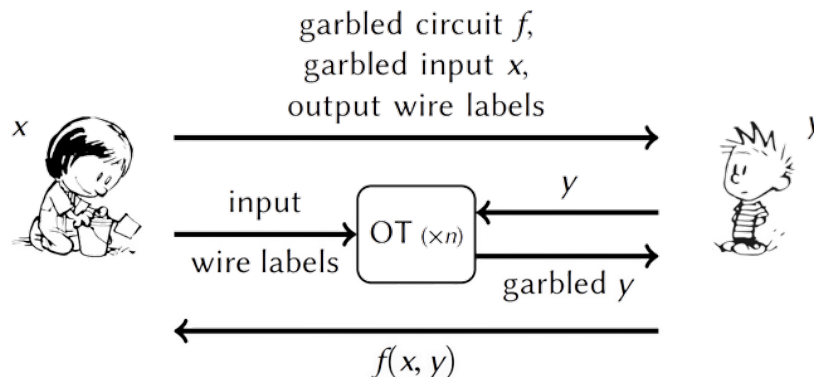 garbled circuit f,
garbled input x,
output wire labels
x
y
input
wire labels
OT (×n)
y
garbled y
f(x, y)